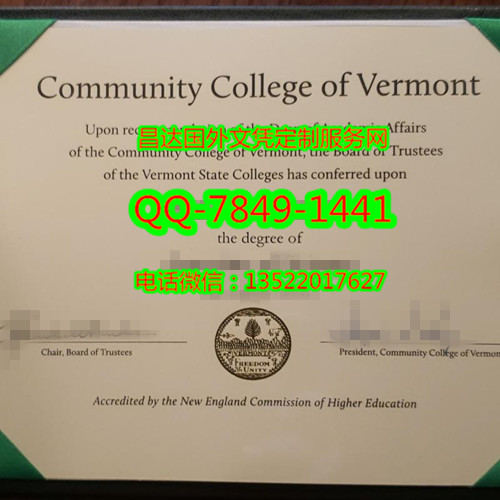 Community College of Vermont
Upon Affairs
昌达国外文凭定制服务网
of the Community College of Vermont, the Board of Trustees
of the Vermont State Colleges has conferred upon
QQ-7849-1441
the degree of
电话微信：13522017627
Chair, Board of Trustees
President, Community College of Vermont
VERMONT
FREEDOM
& UNITY
Accredited by the New England Commission of Higher Education